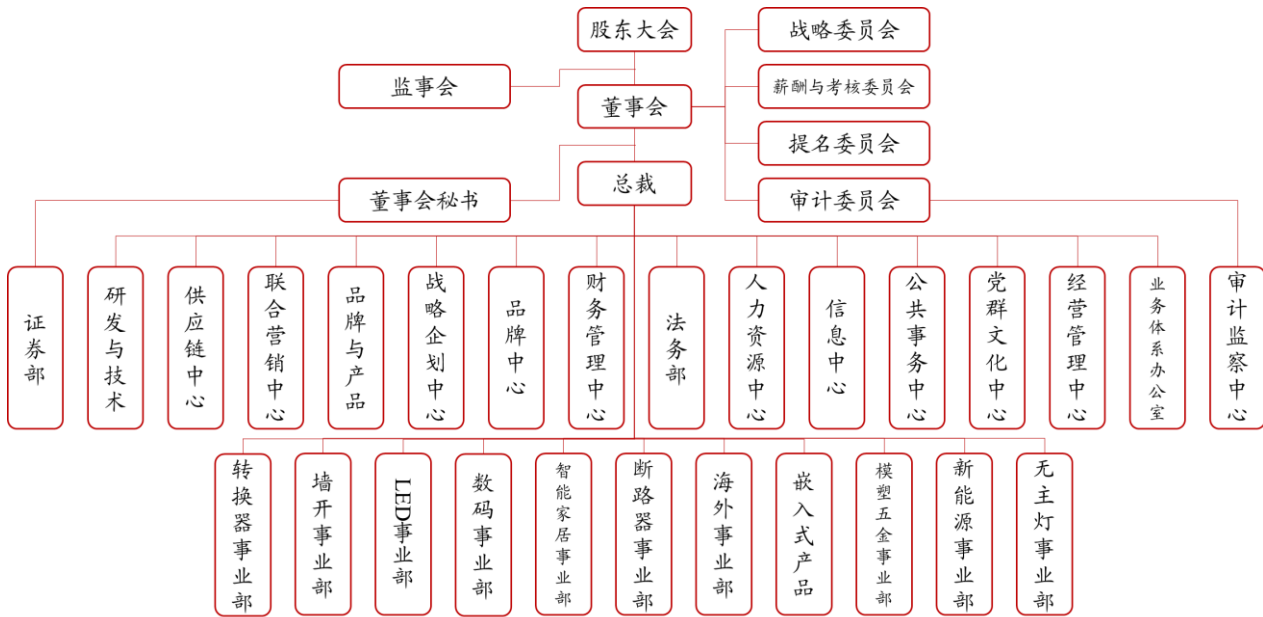 股东大会
战略委员会
监事会
薪酬与考核委员会
董事会
提名委员会
总裁
董事会秘书
审计委员会
证券部
研发与技术
供应链中心
联合营销中心
品牌与产品
战略企划中心
品牌中心
财务管理中心
法务部
人力资源中心
信息中心
公共事务中心
党群文化中心
经营管理中心
业务体系办公室
审计监察中心
转换器事业部
墙开事业部
LED事业部
数码事业部
智能家居事业部
断路器事业部
海外事业部
嵌入式产品
模塑五金事业部
新能源事业部
无主灯事业部